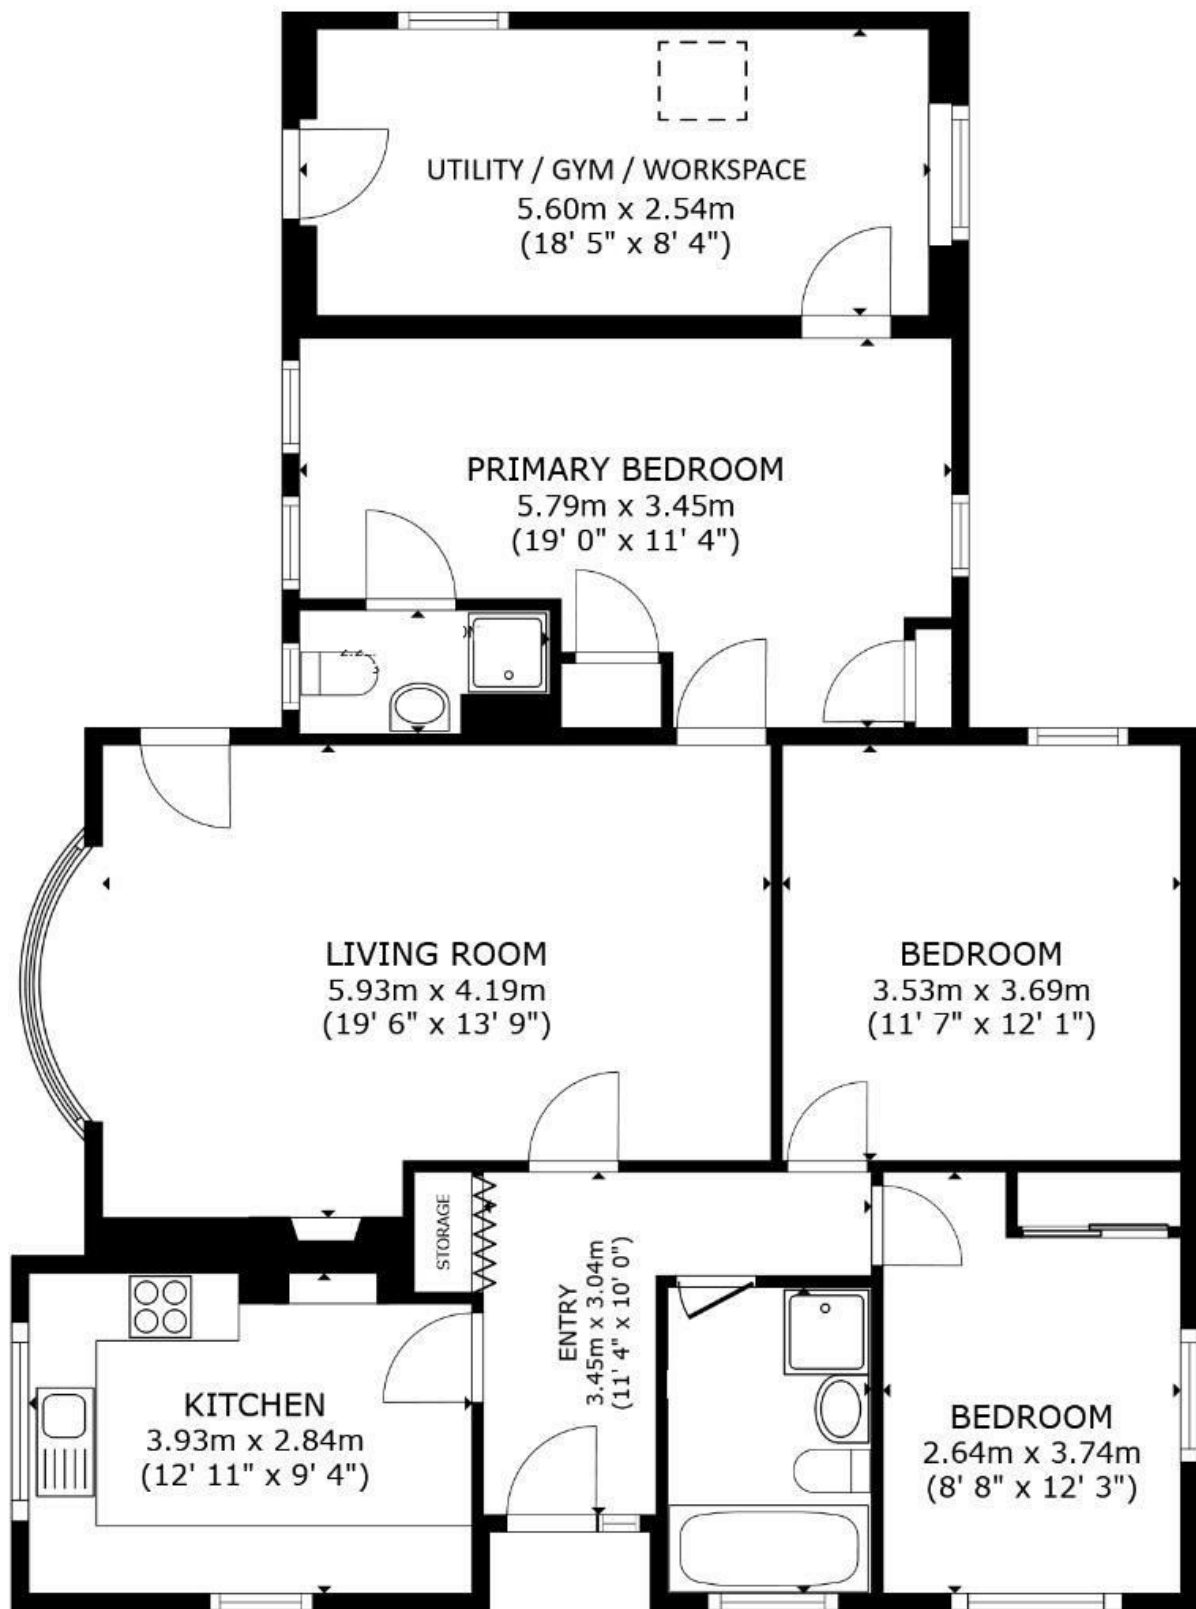 UTILITY / GYM / WORKSPACE
5.60m x 2.54m
(18' 5" x 8' 4")
PRIMARY BEDROOM
5.79m x 3.45m
(19' 0" x 11' 4")
LIVING ROOM
5.93m x 4.19m
(19' 6" x 13' 9")
BEDROOM
3.53m x 3.69m
(11' 7" x 12' 1")
STORAGE
ENTRY
3.45m x 3.04m
(11' 4" x 10' 0")
KITCHEN
3.93m x 2.84m
(12' 11" x 9' 4")
BEDROOM
2.64m x 3.74m
(8' 8" x 12' 3")